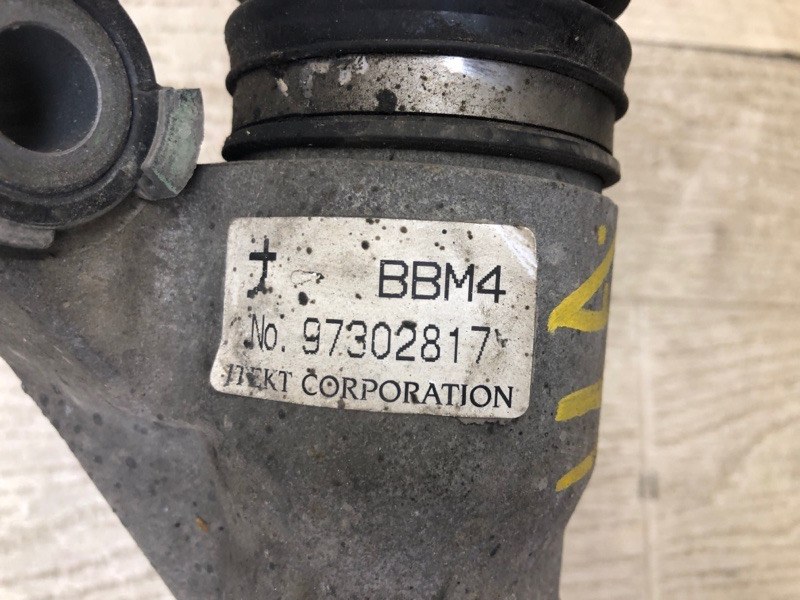 BBM4
No. 97302817
JTEKT CORPORATION